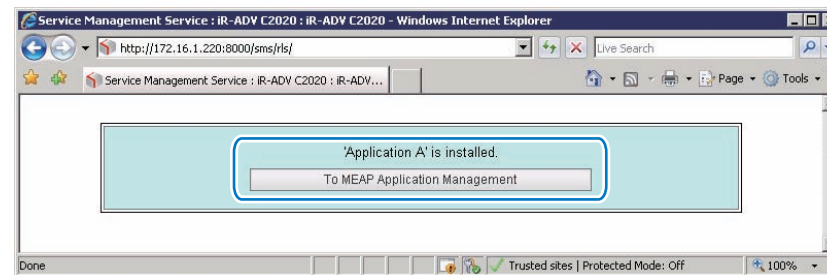 Service Management Service : iR-ADV C2020 : iR-ADV C2020 - Windows Internet Explorer
http://172.16.1.220:8000/sms/rls/
Live Search
Service Management Service : iR-ADV C2020 : iR-ADV...
Page
Tools
'Application A' is installed.
To MEAP Application Management
Done
Trusted sites | Protected Mode: Off
100%